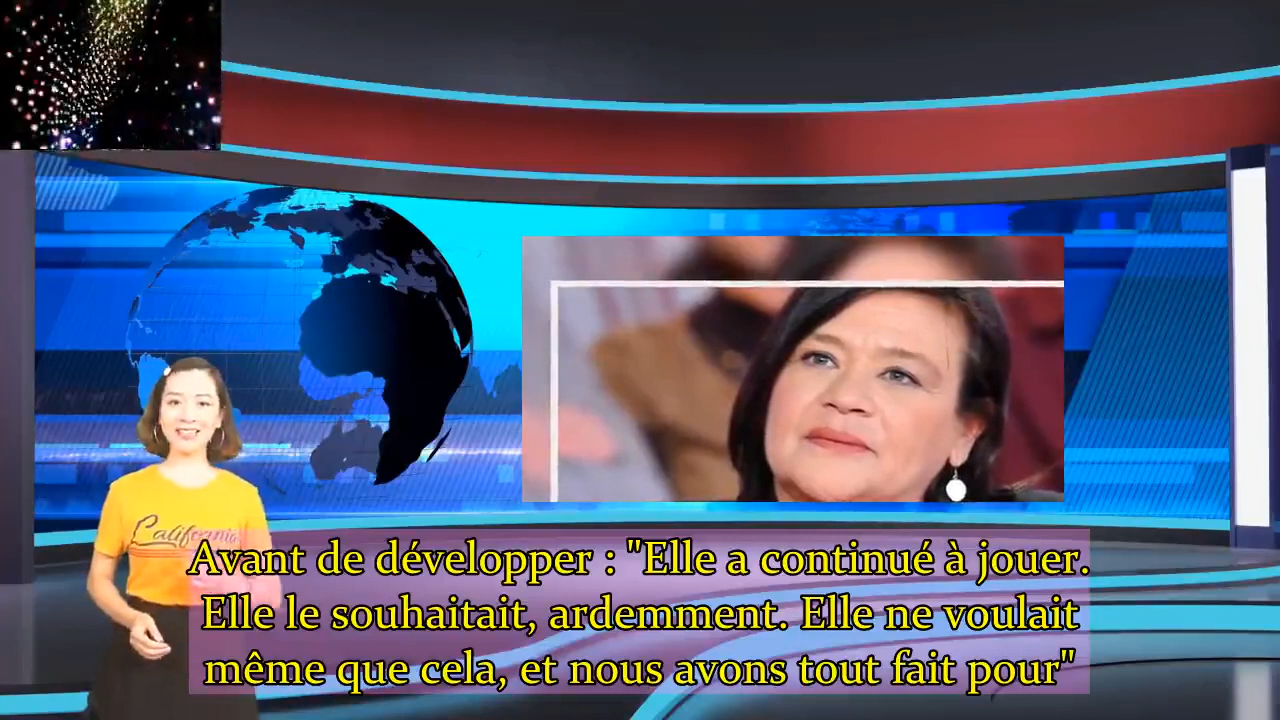 California
Avant de développer : "Elle a continué à jouer.
Elle le souhaitait, ardemment. Elle ne voulait
même que cela, et nous avons tout fait pour"